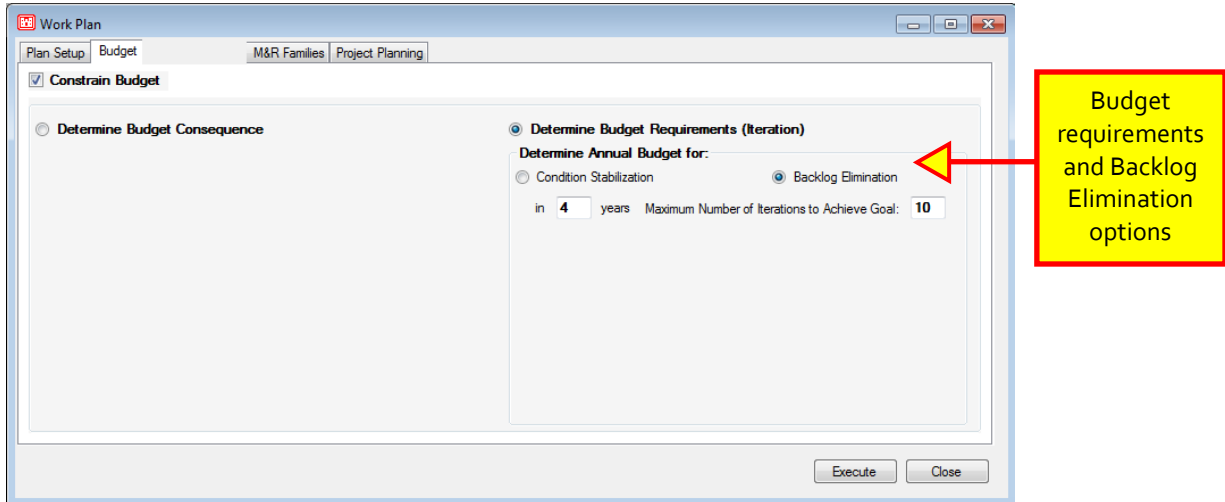 Work Plan
Plan Setup Budget M&R Families Project Planning
Constrain Budget
Determine Budget Consequence
Determine Budget Requirements (Iteration)
Determine Annual Budget for:
Condition Stabilization Backlog Elimination
in 4 years Maximum Number of Iterations to Achieve Goal: 10
Execute Close
Budget
requirements
and Backlog
Elimination
options